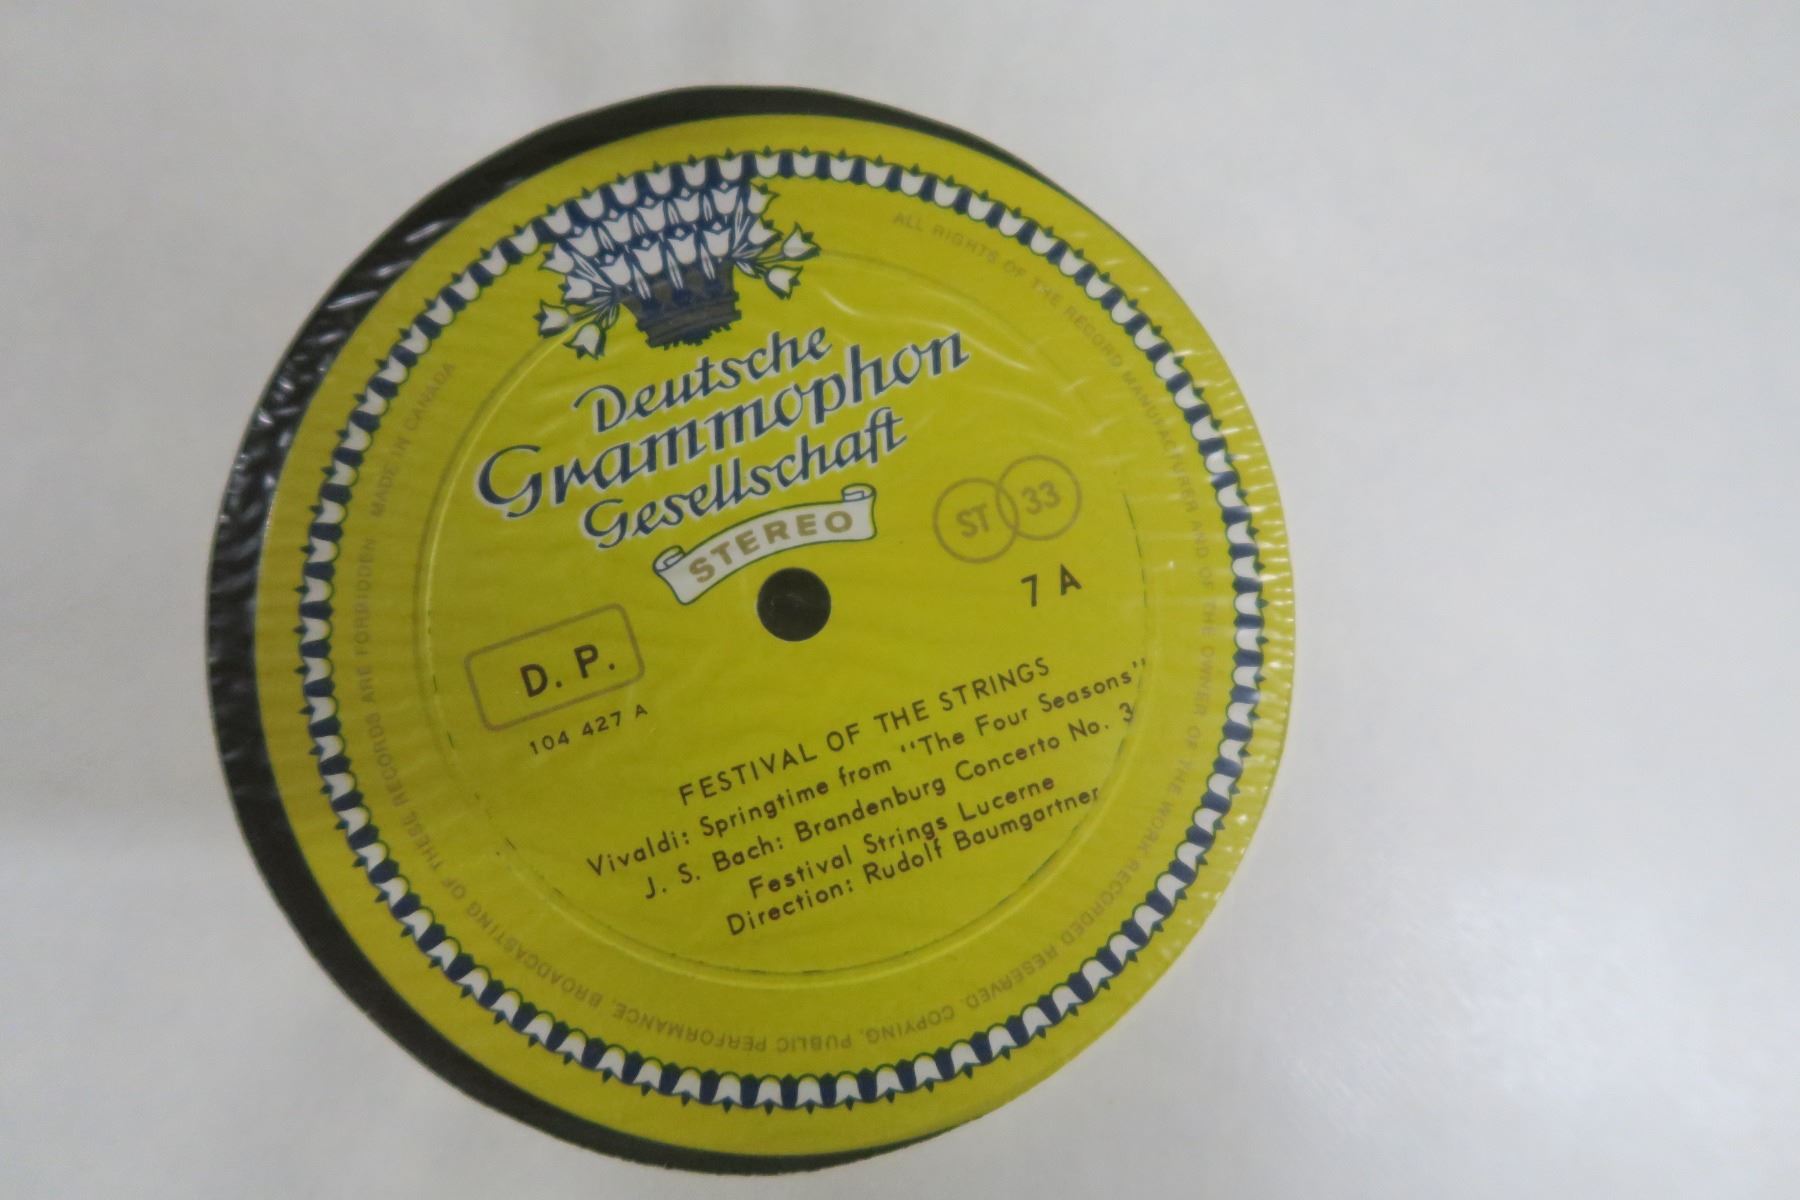 Deutsche
Grammophon
Gesellschaft
STEREO
ST 33
7 A
D. P.
104 427 A
FESTIVAL OF THE STRINGS
Vivaldi: Springtime from "The Four Seasons"
J. S. Bach: Brandenburg Concerto No. 3
Festival Strings Lucerne
Direction: Rudolf Baumgartner
ALL RIGHTS OF THE RECORD MANUFACTURER AND OF THE OWNER OF THE WORK RECORDED RESERVED. COPYING, PUBLIC PERFORMANCE, BROADCASTING OF THESE RECORDS ARE FORBIDDEN MADE IN CANADA